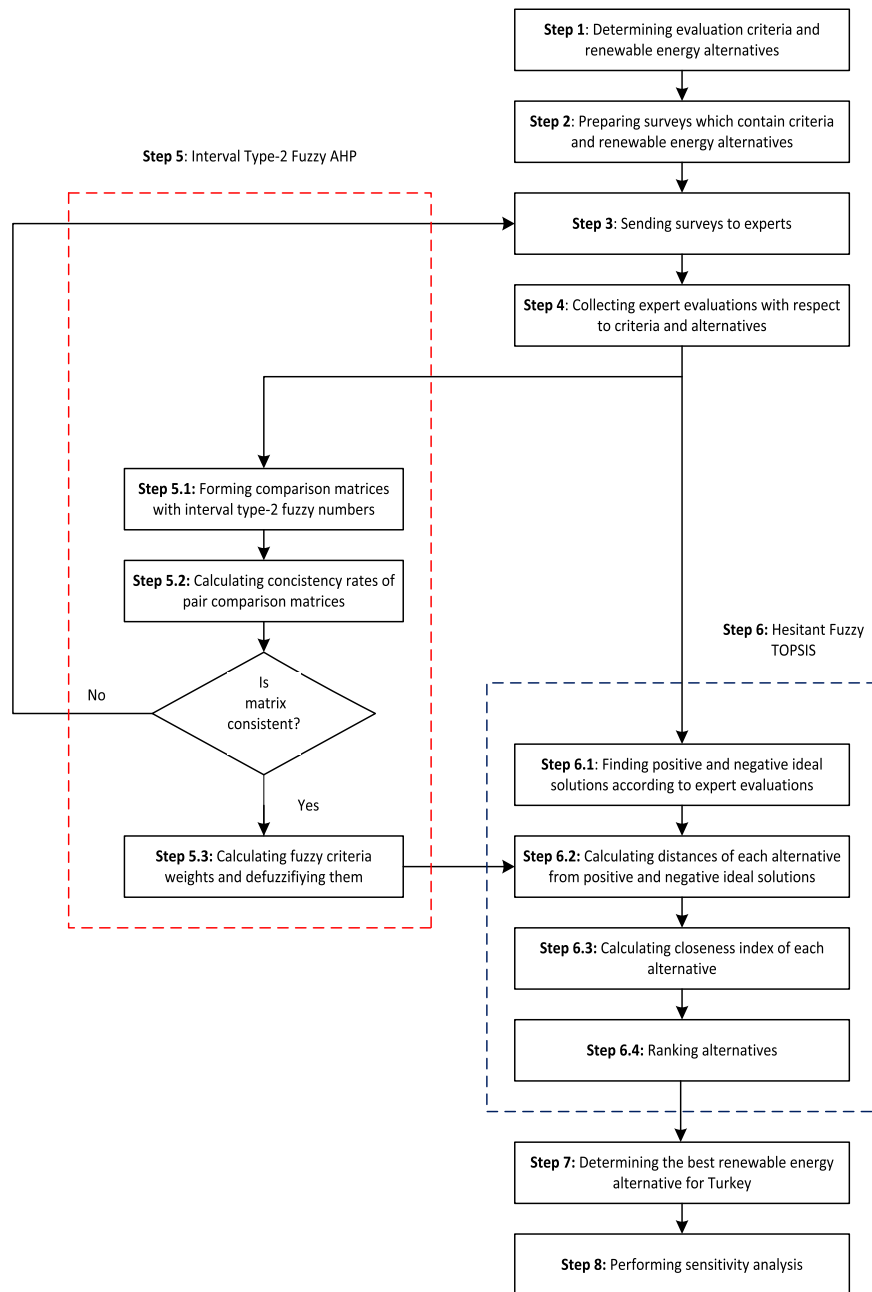 Step 1: Determining evaluation criteria and
renewable energy alternatives
Step 2: Preparing surveys which contain criteria
and renewable energy alternatives
Step 5: Interval Type-2 Fuzzy AHP
Step 3: Sending surveys to experts
Step 4: Collecting expert evaluations with respect
to criteria and alternatives
Step 5.1: Forming comparison matrices
with interval type-2 fuzzy numbers
Step 5.2: Calculating concistency rates of
pair comparison matrices
Is
matrix
consistent?
No
Yes
Step 5.3: Calculating fuzzy criteria
weights and defuzzifiying them
Step 6: Hesitant Fuzzy
TOPSIS
Step 6.1: Finding positive and negative ideal
solutions according to expert evaluations
Step 6.2: Calculating distances of each alternative
from positive and negative ideal solutions
Step 6.3: Calculating closeness index of each
alternative
Step 6.4: Ranking alternatives
Step 7: Determining the best renewable energy
alternative for Turkey
Step 8: Performing sensitivity analysis